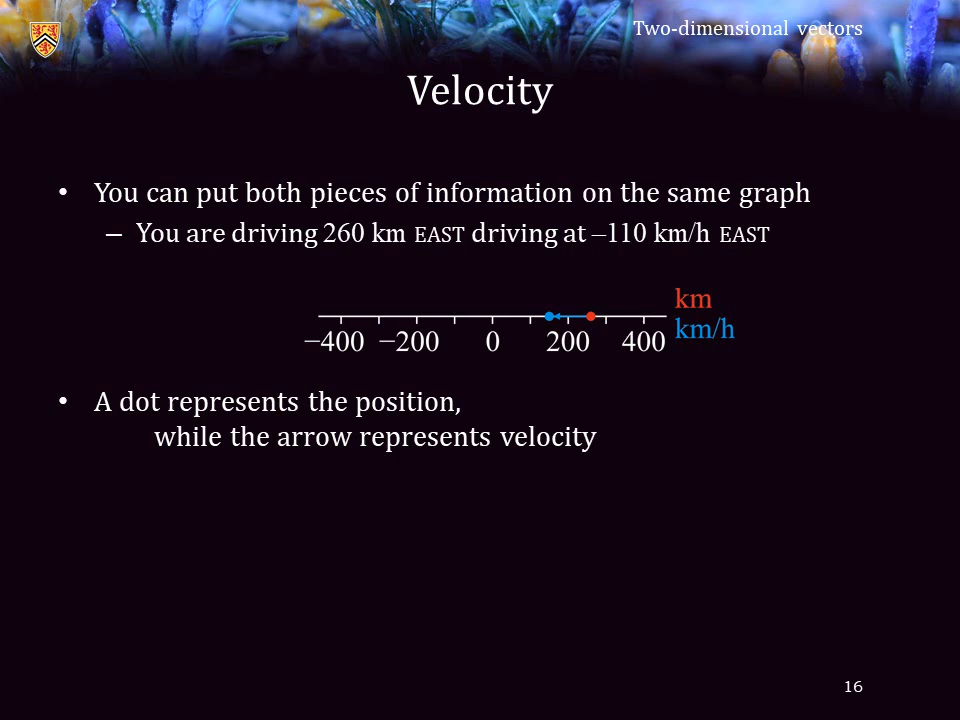 Two-dimensional vectors
Velocity
• You can put both pieces of information on the same graph
– You are driving 260 km EAST driving at –110 km/h EAST
km
km/h
−400 −200 0 200 400
• A dot represents the position,
while the arrow represents velocity
16